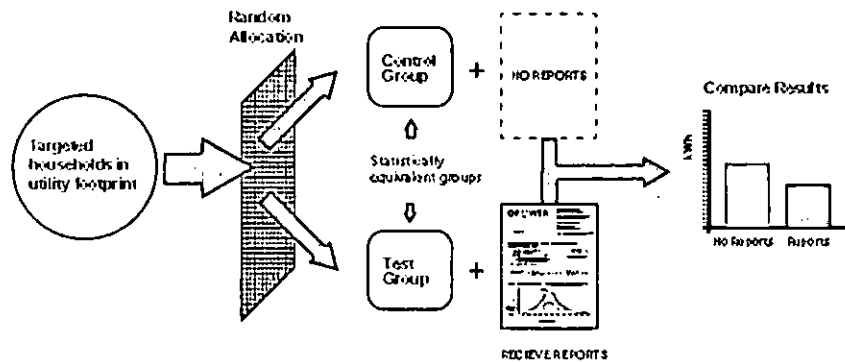 Random
Allocation
Targeted
households in
utility footprint
Control
Group
+
NO REPORTS
Statistically
equivalent groups
Test
Group
+
OPOWER
RECIEVE REPORTS
Compare Results
kWh
No Reports
Reports